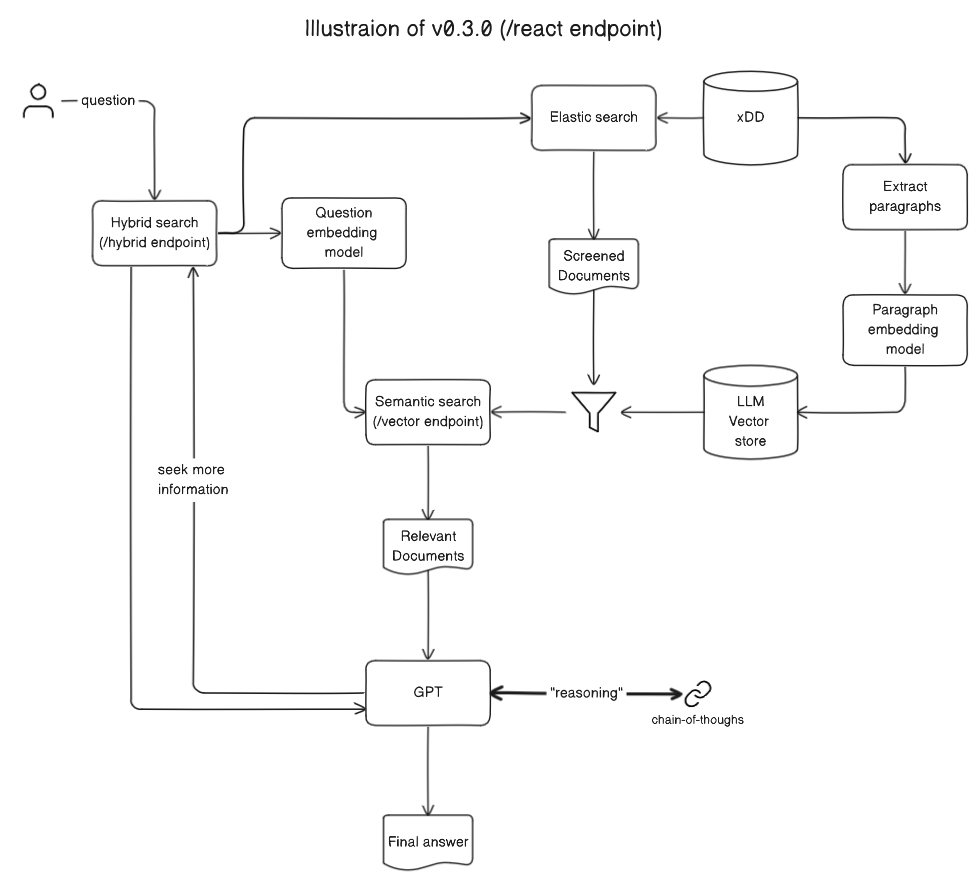 Illustraion of v0.3.0 (/react endpoint)
question
Elastic search
xDD
Extract
paragraphs
Hybrid search
(/hybrid endpoint)
Question
embedding
model
Screened
Documents
Paragraph
embedding
model
Semantic search
(/vector endpoint)
LLM
Vector
store
seek more
information
Relevant
Documents
GPT
"reasoning"
chain-of-thoughs
Final answer